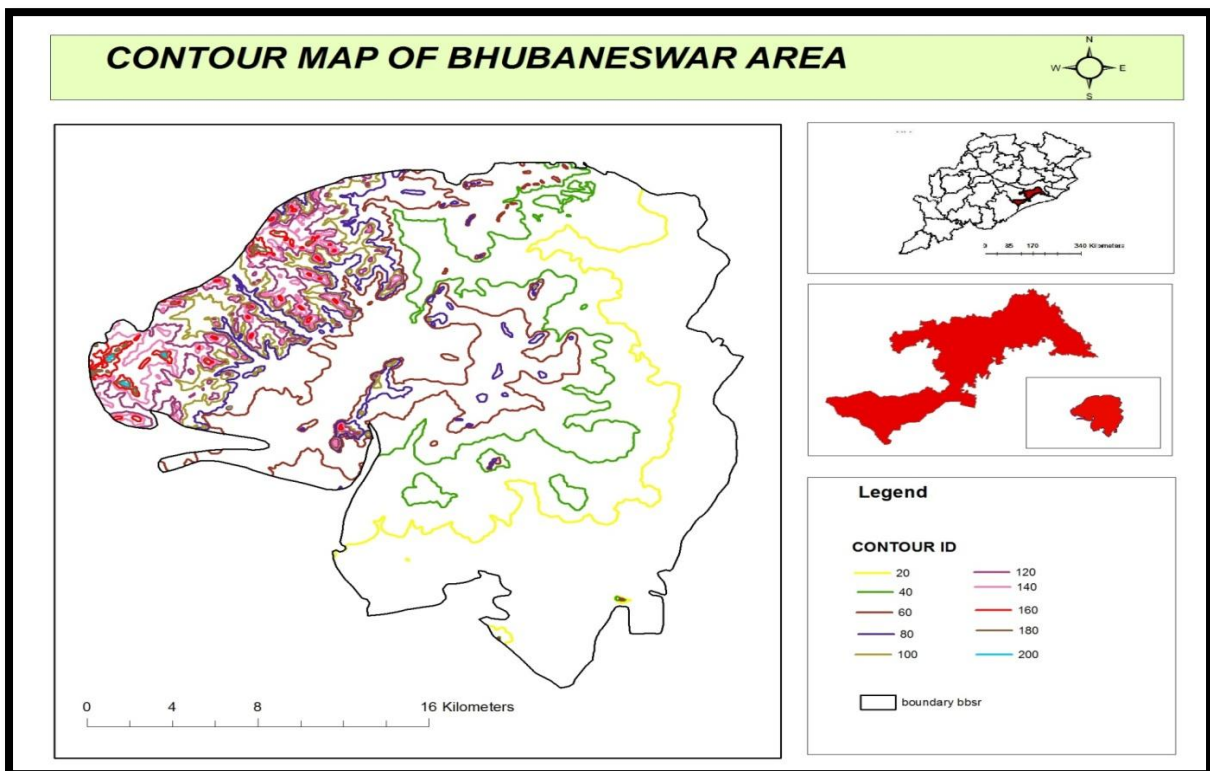 CONTOUR MAP OF BHUBANESWAR AREA
N
W E
S
0 85 170 340 Kilometers
Legend
CONTOUR ID
20 120
40 140
60 160
80 180
100 200
boundary bbsr
0 4 8 16 Kilometers